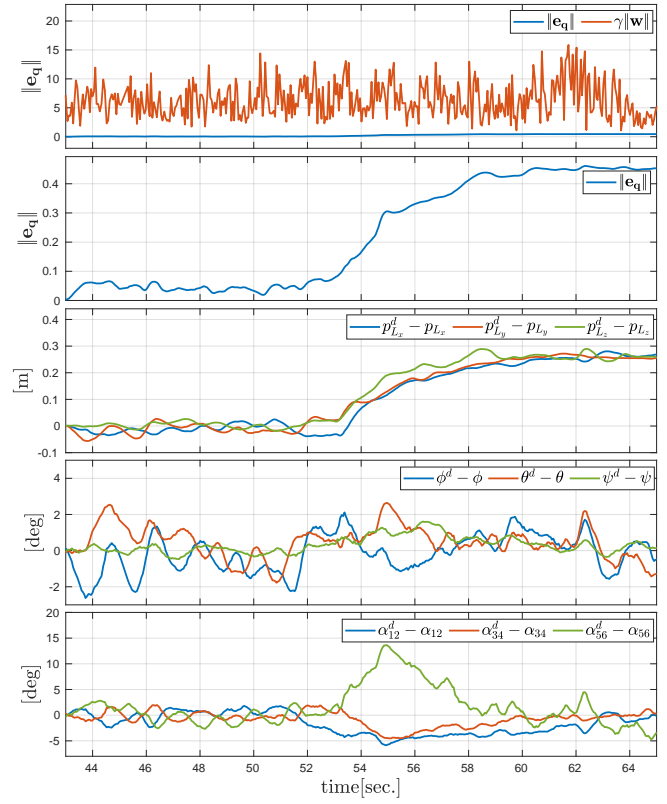 ‖e_q‖ γ‖w‖
20
15
10
5
0
‖e_q‖
‖e_q‖
0.4
0.3
0.2
0.1
0
‖e_q‖
p^d_{L_x} − p_{L_x} p^d_{L_y} − p_{L_y} p^d_{L_z} − p_{L_z}
0.4
0.3
0.2
0.1
0
-0.1
[m]
ϕ^d − ϕ θ^d − θ ψ^d − ψ
4
2
0
-2
[deg]
α^d_{12} − α_{12} α^d_{34} − α_{34} α^d_{56} − α_{56}
20
15
10
5
0
-5
[deg]
44 46 48 50 52 54 56 58 60 62 64
time[sec.]